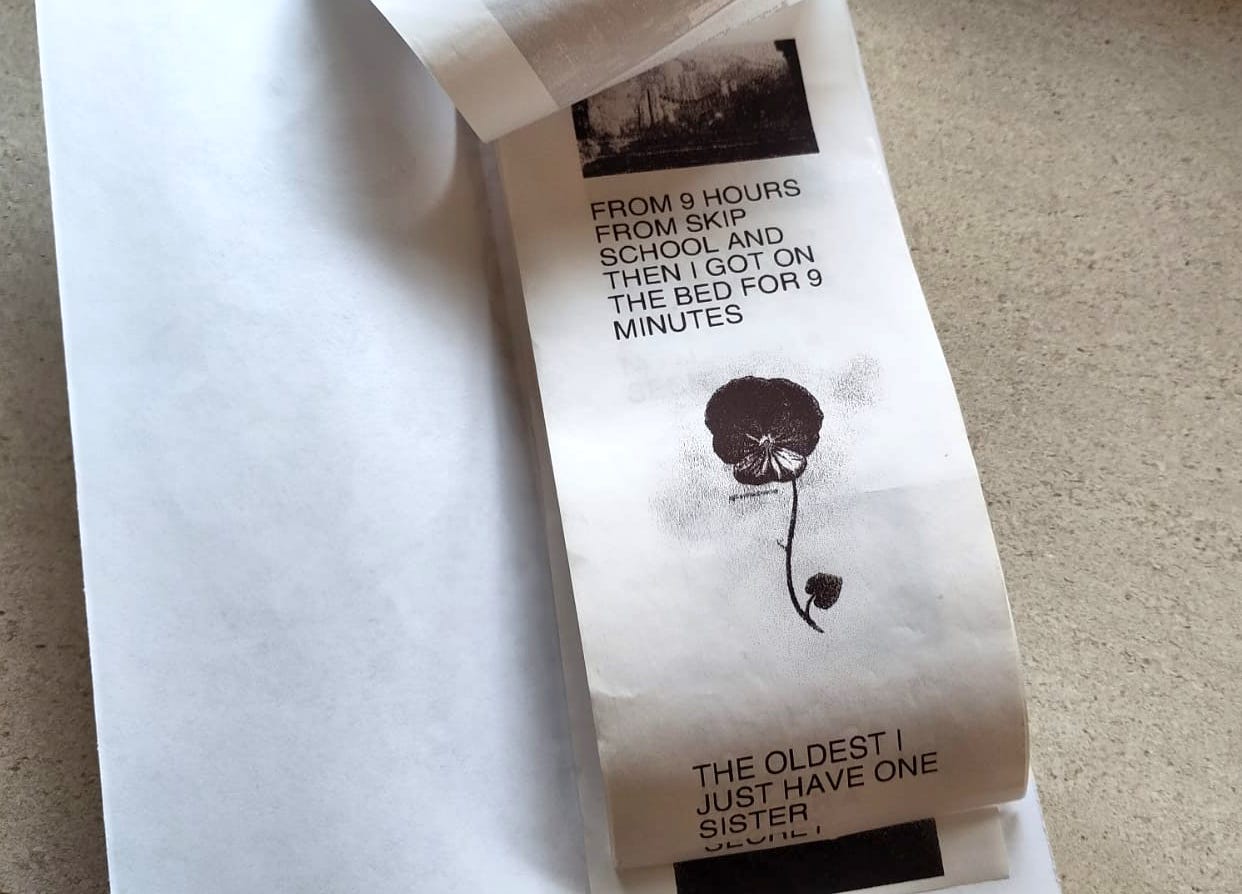 FROM 9 HOURS
FROM SKIP
SCHOOL AND
THEN I GOT ON
THE BED FOR 9
MINUTES
THE OLDEST I
JUST HAVE ONE
SISTER